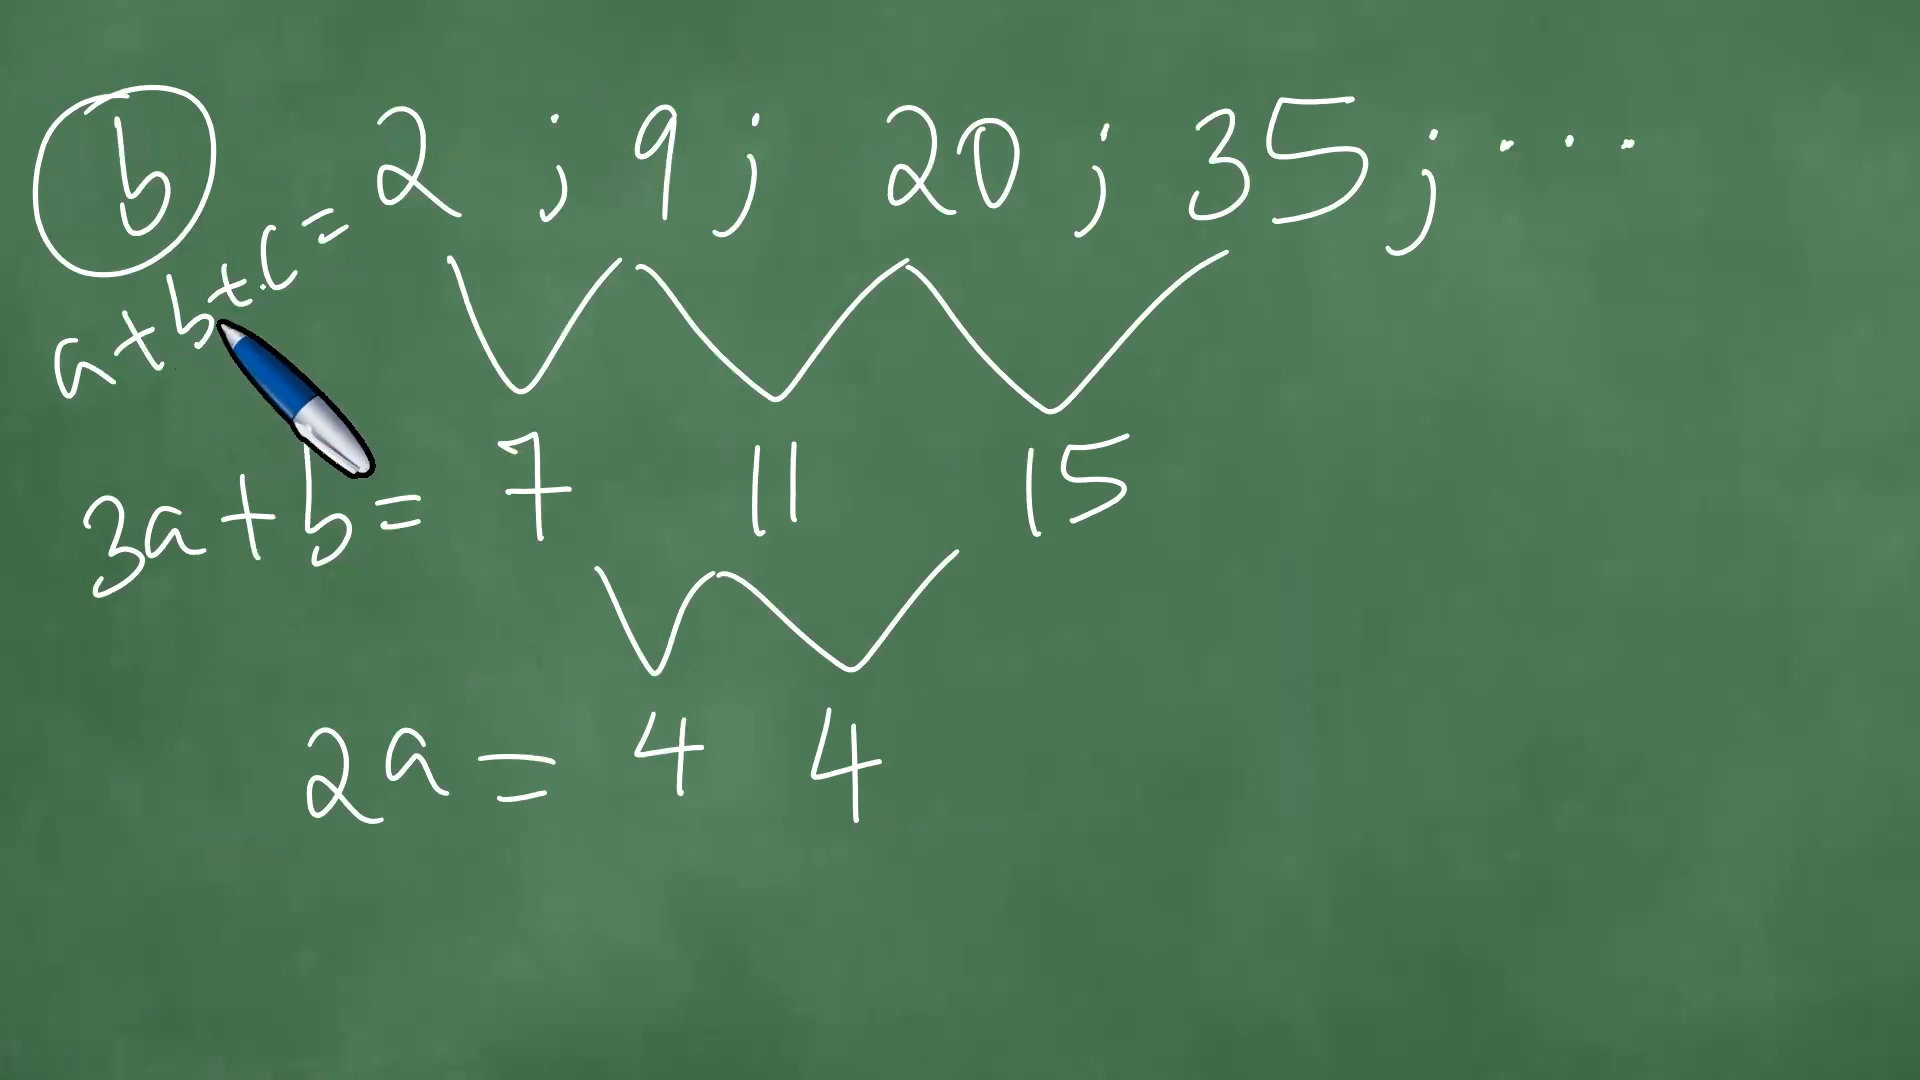 b 2 ; 9 ; 20 ; 35 ; ....
a+b+c=
3a+b= 7 11 15
2a = 4 4